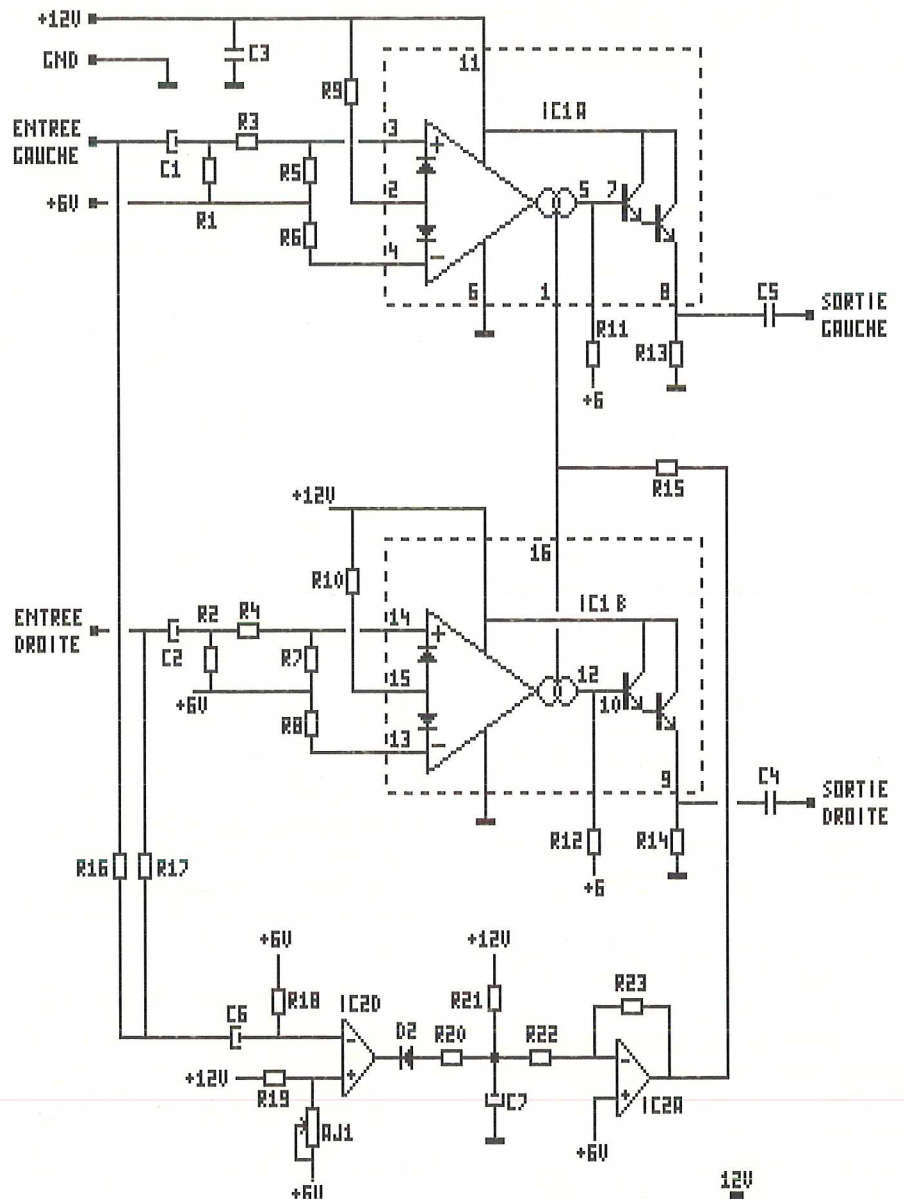 +12V
GND
C3
11
R9
IC1A
ENTREE
GAUCHE
R3
3
+
C1
R5
2
5
7
+6V
R1
R6
4
-
6
1
8
C5
SORTIE
GAUCHE
R11
R13
+6
R15
+12V
16
R10
IC1B
ENTREE
DROITE
R2
R4
14
+
C2
R7
15
12
+6V
10
R8
13
-
9
C4
SORTIE
DROITE
R12
R14
R16
R17
+6
+6V
+12V
R18
IC2D
R21
R23
C6
D2
R20
R22
-
-
+12V
+
R19
C7
+
IC2A
AJ1
+6V
+6V
12V